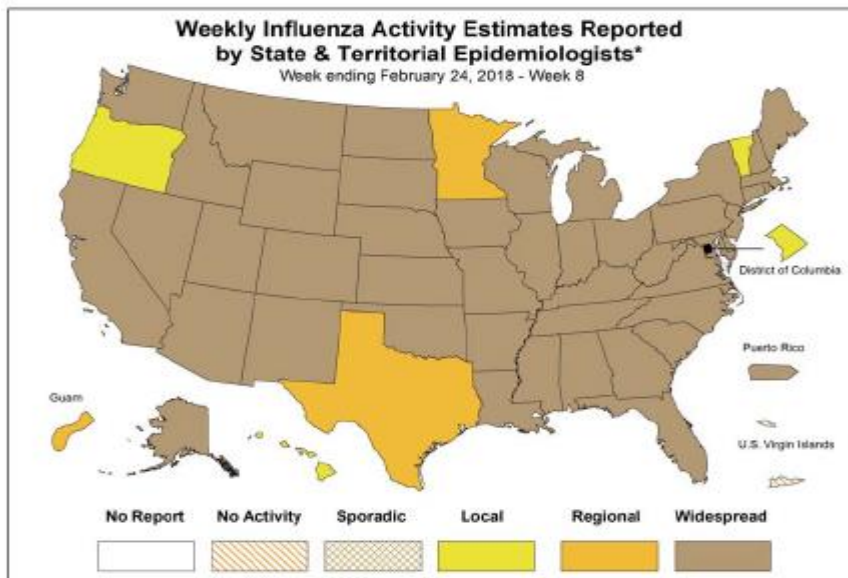 Weekly Influenza Activity Estimates Reported
by State & Territorial Epidemiologists*
Week ending February 24, 2018 - Week 8
District of Columbia
Puerto Rico
Guam
U.S. Virgin Islands
No Report No Activity Sporadic Local Regional Widespread